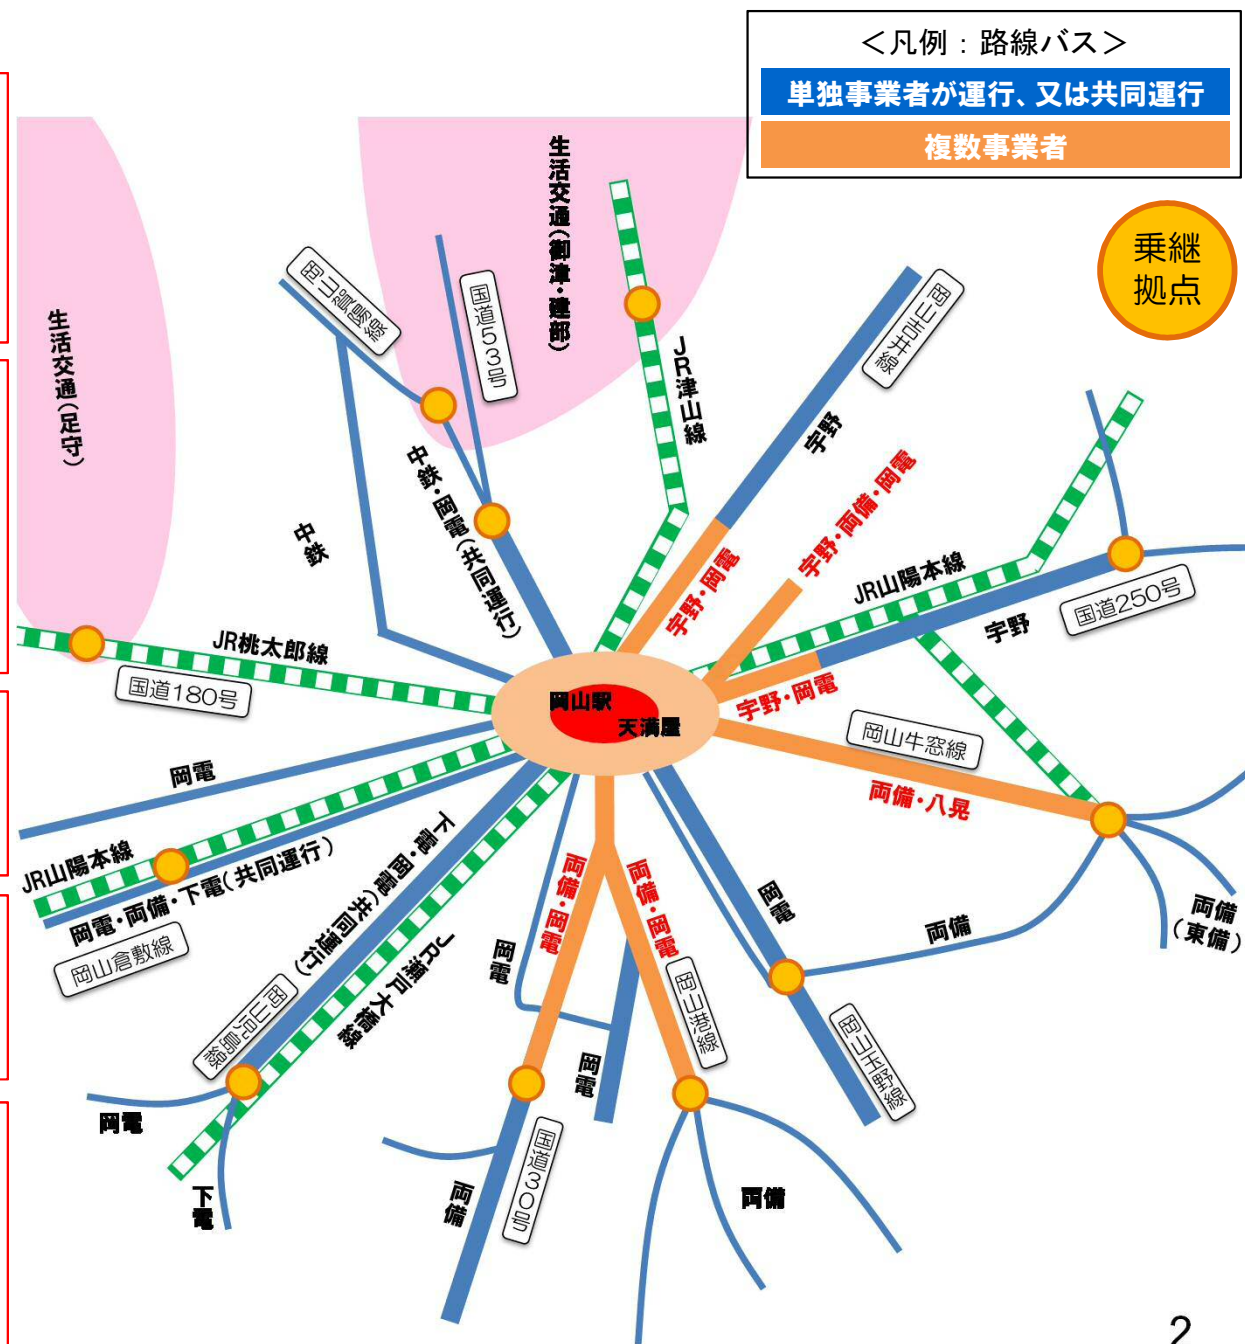 ＜凡例：路線バス＞
単独事業者が運行、又は共同運行
複数事業者
乗継
拠点
生活交通(御津・建部)
生活交通(足守)
岡山賀陽線
国道53号
JR津山線
岡山吉井線
宇野
中鉄・岡電(共同運行)
中鉄
宇野・岡電
宇野・両備・岡電
JR山陽本線
宇野
国道250号
JR桃太郎線
国道180号
岡山駅
天満屋
宇野・岡電
岡山牛窓線
両備・八晃
岡電
JR山陽本線
岡電・両備・下電(共同運行)
岡山倉敷線
下電・岡電(共同運行)
JR瀬戸大橋線
岡山児島線
岡電
両備・岡電
両備・岡電
岡山港線
岡電
両備
両備
(東備)
岡山玉野線
岡電
岡電
下電
国道30号
両備
両備
2